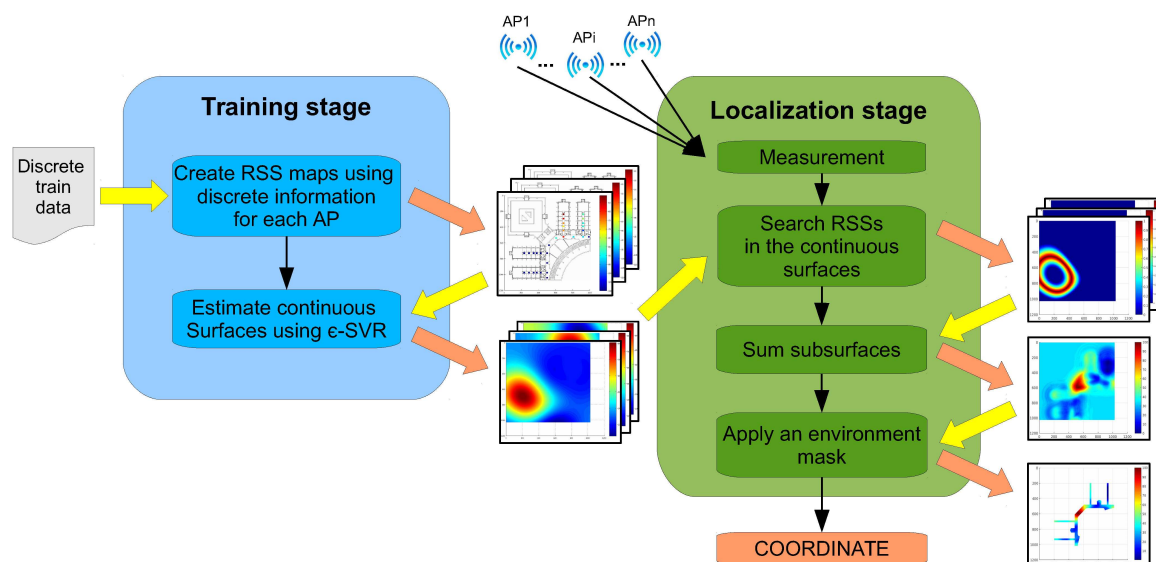 AP1
APn
APi
...
...
Training stage
Localization stage
Discrete
train
data
Create RSS maps using
discrete information
for each AP
Estimate continuous
Surfaces using ϵ-SVR
Measurement
Search RSSs
in the continuous
surfaces
Sum subsurfaces
Apply an environment
mask
COORDINATE